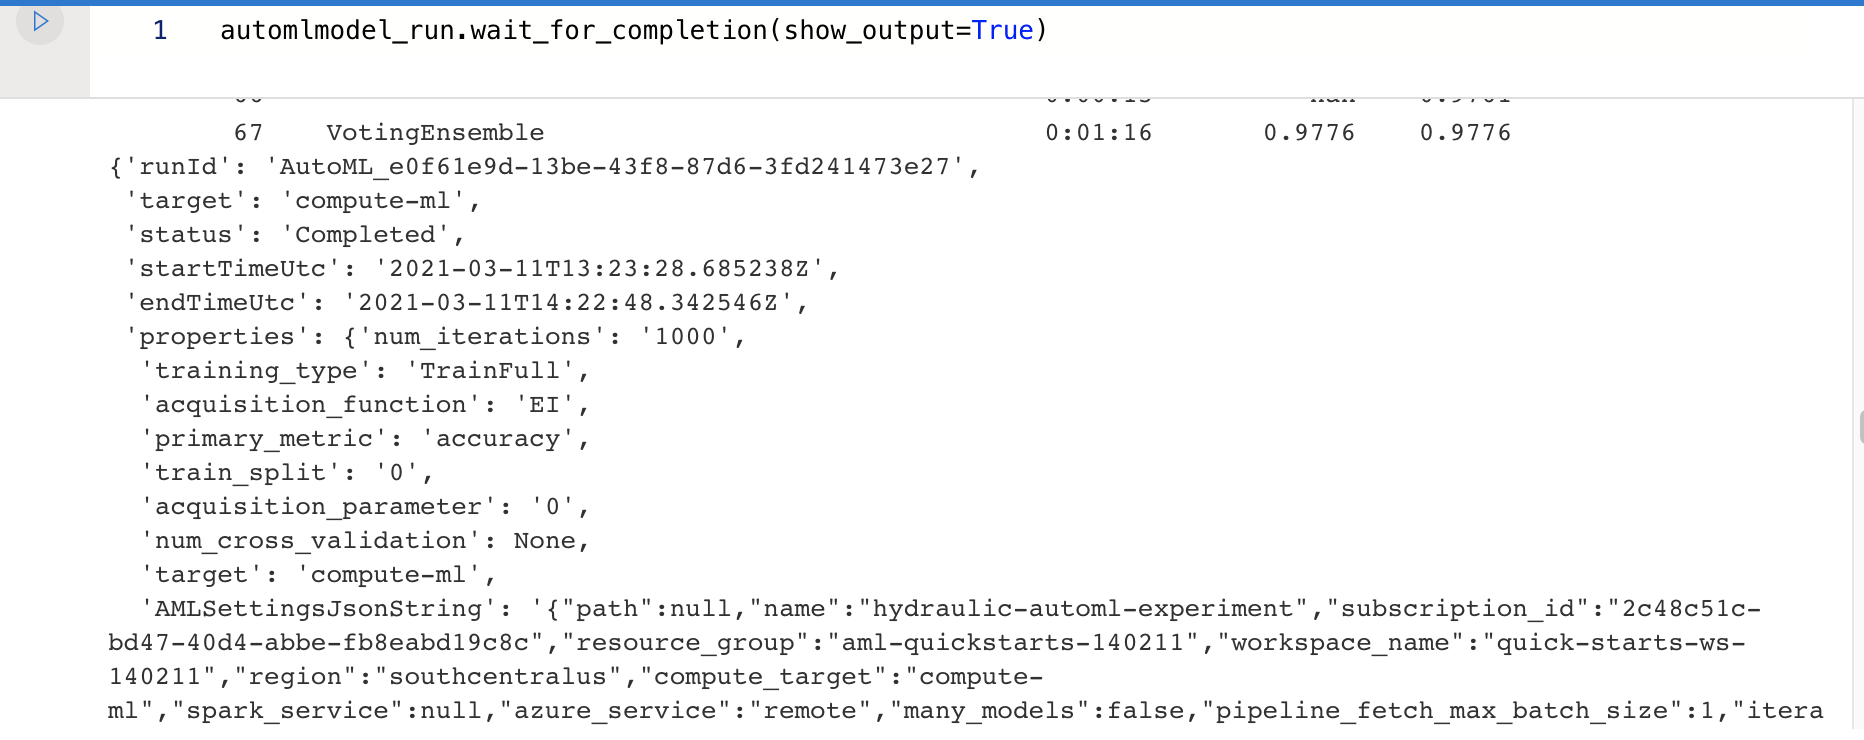 1 automlmodel_run.wait_for_completion(show_output=True)
67 VotingEnsemble 0:01:16 0.9776 0.9776
{'runId': 'AutoML_e0f61e9d-13be-43f8-87d6-3fd241473e27',
'target': 'compute-ml',
'status': 'Completed',
'startTimeUtc': '2021-03-11T13:23:28.685238Z',
'endTimeUtc': '2021-03-11T14:22:48.342546Z',
'properties': {'num_iterations': '1000',
'training_type': 'TrainFull',
'acquisition_function': 'EI',
'primary_metric': 'accuracy',
'train_split': '0',
'acquisition_parameter': '0',
'num_cross_validation': None,
'target': 'compute-ml',
'AMLSettingsJsonString': '{"path":null,"name":"hydraulic-automl-experiment","subscription_id":"2c48c51c-
bd47-40d4-abbe-fb8eabd19c8c","resource_group":"aml-quickstarts-140211","workspace_name":"quick-starts-ws-
140211","region":"southcentralus","compute_target":"compute-
ml","spark_service":null,"azure_service":"remote","many_models":false,"pipeline_fetch_max_batch_size":1,"itera